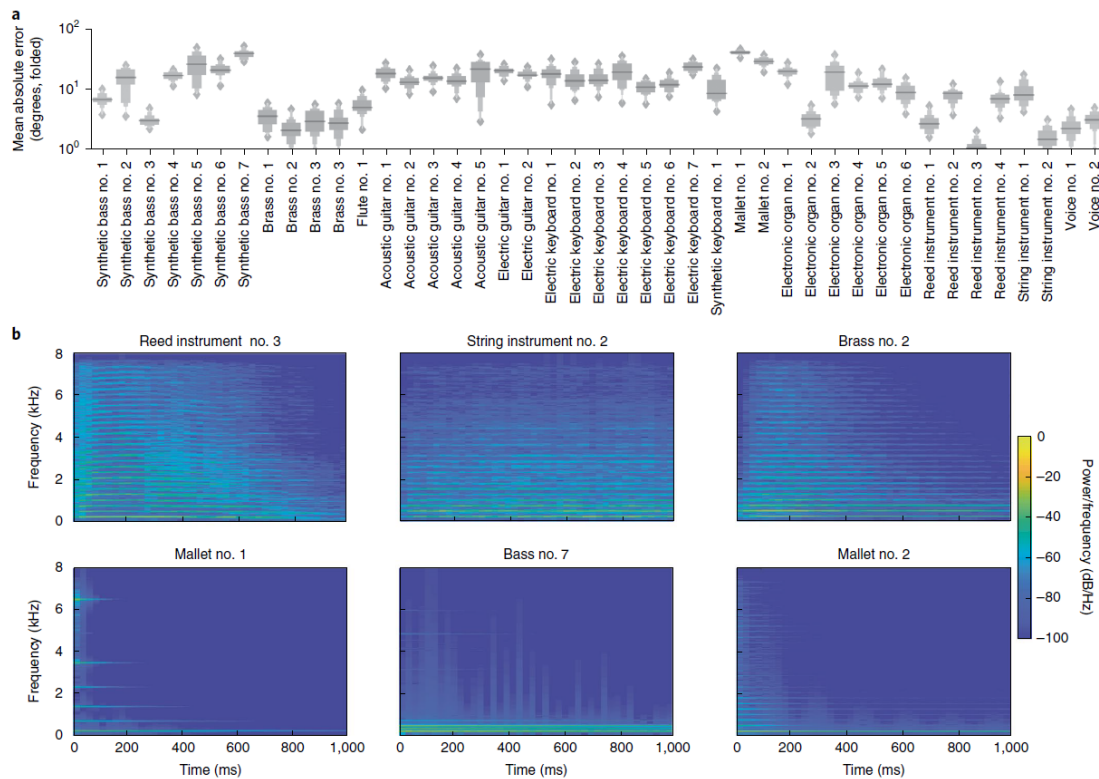 a
Mean absolute error
(degrees, folded)
10²
10¹
10⁰
Synthetic bass no. 1
Synthetic bass no. 2
Synthetic bass no. 3
Synthetic bass no. 4
Synthetic bass no. 5
Synthetic bass no. 6
Synthetic bass no. 7
Brass no. 1
Brass no. 2
Brass no. 3
Brass no. 3
Flute no. 1
Acoustic guitar no. 1
Acoustic guitar no. 2
Acoustic guitar no. 3
Acoustic guitar no. 4
Acoustic guitar no. 5
Electric guitar no. 1
Electric guitar no. 2
Electric keyboard no. 1
Electric keyboard no. 2
Electric keyboard no. 3
Electric keyboard no. 4
Electric keyboard no. 5
Electric keyboard no. 6
Electric keyboard no. 7
Synthetic keyboard no. 1
Mallet no. 1
Mallet no. 2
Electronic organ no. 1
Electronic organ no. 2
Electronic organ no. 3
Electronic organ no. 4
Electronic organ no. 5
Electronic organ no. 6
Reed instrument no. 1
Reed instrument no. 2
Reed instrument no. 3
Reed instrument no. 4
String instrument no. 1
String instrument no. 2
Voice no. 1
Voice no. 2
b
Reed instrument no. 3
String instrument no. 2
Brass no. 2
Frequency (kHz)
8
6
4
2
0
Mallet no. 1
Bass no. 7
Mallet no. 2
Frequency (kHz)
8
6
4
2
0
0 200 400 600 800 1,000
0 200 400 600 800 1,000
0 200 400 600 800 1,000
Time (ms)
Time (ms)
Time (ms)
0
−20
−40
−60
−80
−100
Power/frequency (dB/Hz)